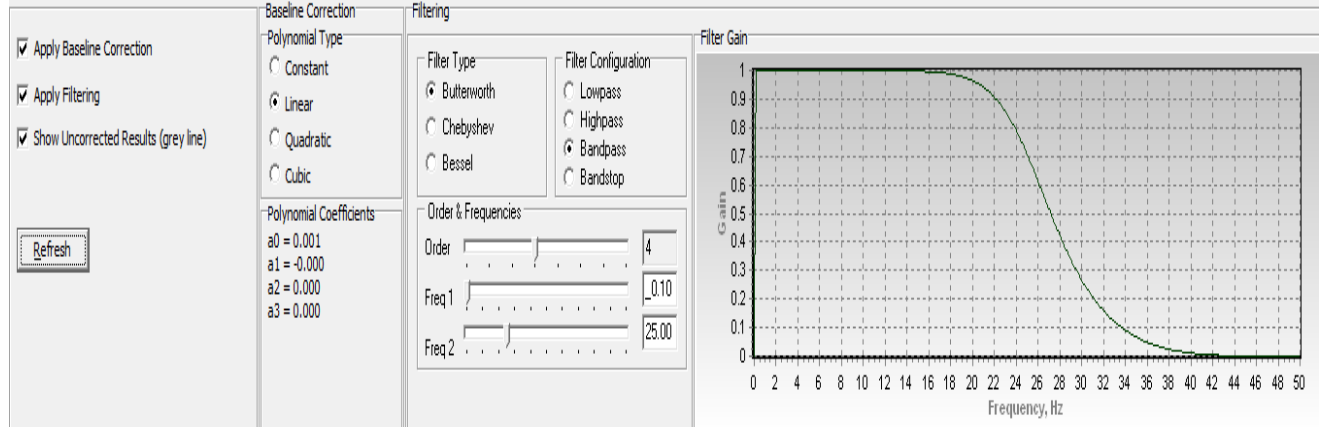 Apply Baseline Correction
Apply Filtering
Show Uncorrected Results (grey line)
Refresh
Baseline Correction
Polynomial Type
Constant
Linear
Quadratic
Cubic
Polynomial Coefficients
a0 = 0.001
a1 = -0.000
a2 = 0.000
a3 = 0.000
Filtering
Filter Type
Butterworth
Chebyshev
Bessel
Filter Configuration
Lowpass
Highpass
Bandpass
Bandstop
Order & Frequencies
Order 4
Freq 1 _0.10
Freq 2 25.00
Filter Gain
Gain
1
0.9
0.8
0.7
0.6
0.5
0.4
0.3
0.2
0.1
0
0 2 4 6 8 10 12 14 16 18 20 22 24 26 28 30 32 34 36 38 40 42 44 46 48 50
Frequency, Hz